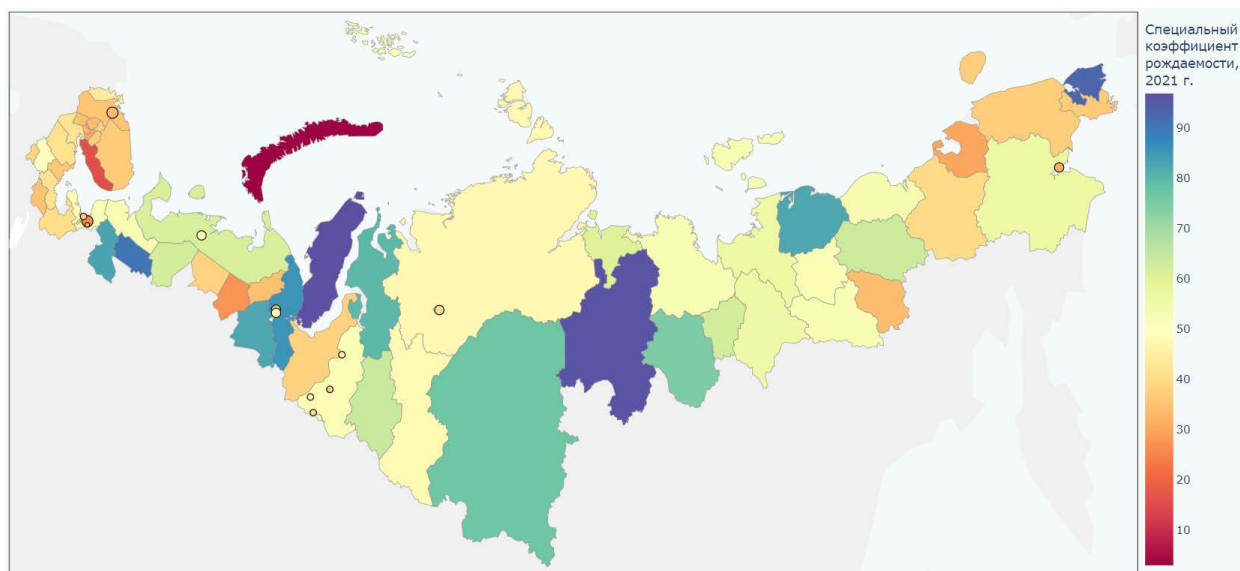 Специальный
коэффициент
рождаемости,
2021 г.
90
80
70
60
50
40
30
20
10